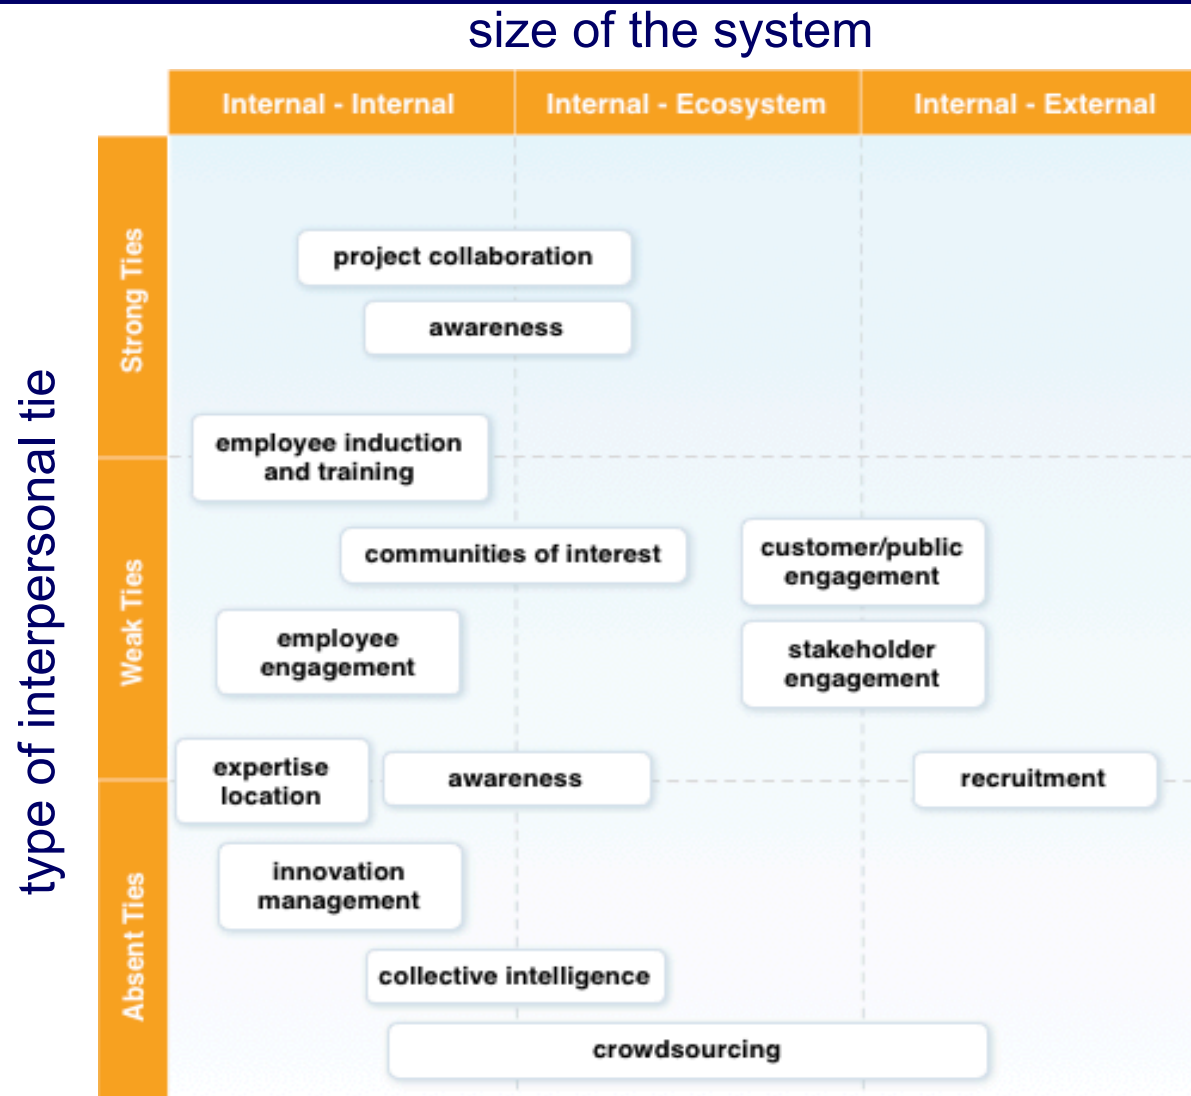 size of the system
Internal - Internal
Internal - Ecosystem
Internal - External
type of interpersonal tie
Strong Ties
project collaboration
awareness
employee induction
and training
Weak Ties
communities of interest
customer/public
engagement
employee
engagement
stakeholder
engagement
expertise
location
awareness
recruitment
Absent Ties
innovation
management
collective intelligence
crowdsourcing